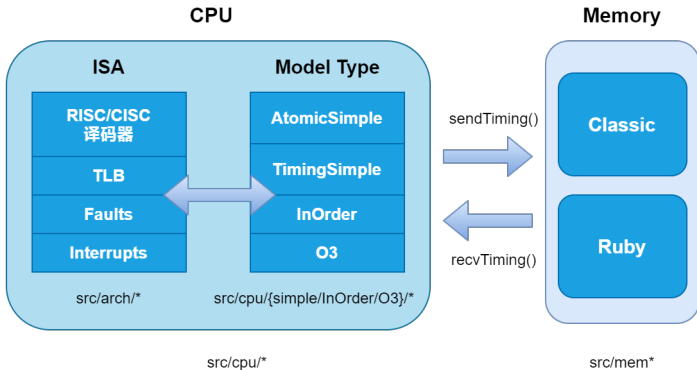 CPU
Memory
ISA
Model Type
RISC/CISC
译码器
TLB
Faults
Interrupts
AtomicSimple
TimingSimple
InOrder
O3
src/arch/*
src/cpu/{simple/InOrder/O3}/*
sendTiming()
recvTiming()
Classic
Ruby
src/cpu/*
src/mem*